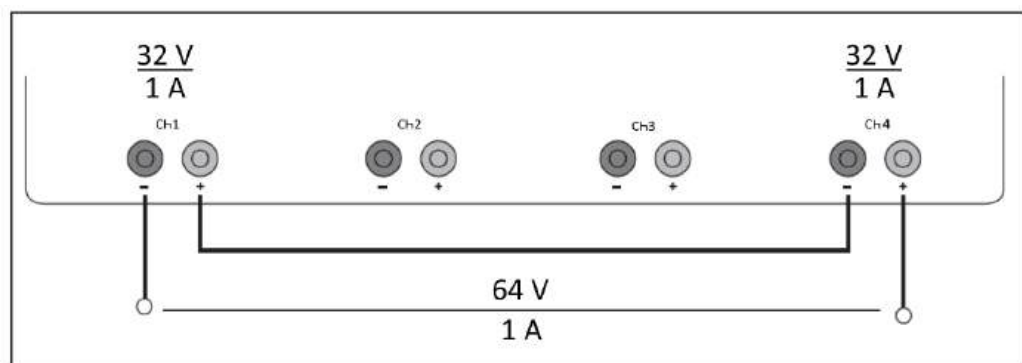 32 V
1 A
32 V
1 A
Ch1
Ch2
Ch3
Ch4
- +
- +
- +
- +
64 V
1 A